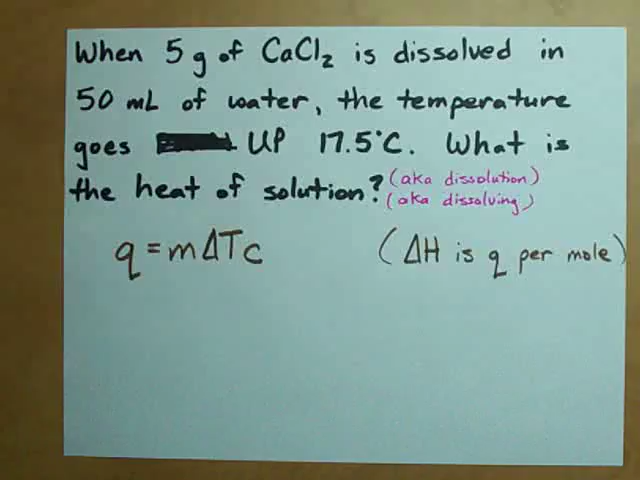 When 5 g of CaCl₂ is dissolved in
50 mL of water, the temperature
goes UP 17.5°C. What is
the heat of solution? (aka dissolution)
(aka dissolving)
q = mΔTc (ΔH is q per mole)